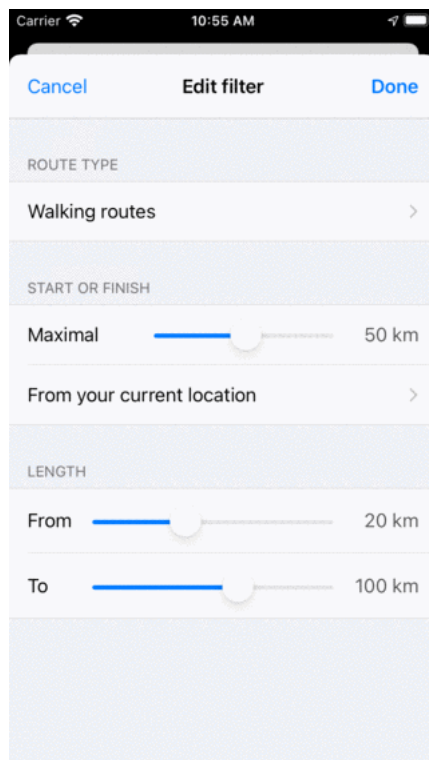 Carrier 10:55 AM
Cancel Edit filter Done
ROUTE TYPE
Walking routes
START OR FINISH
Maximal 50 km
From your current location
LENGTH
From 20 km
To 100 km